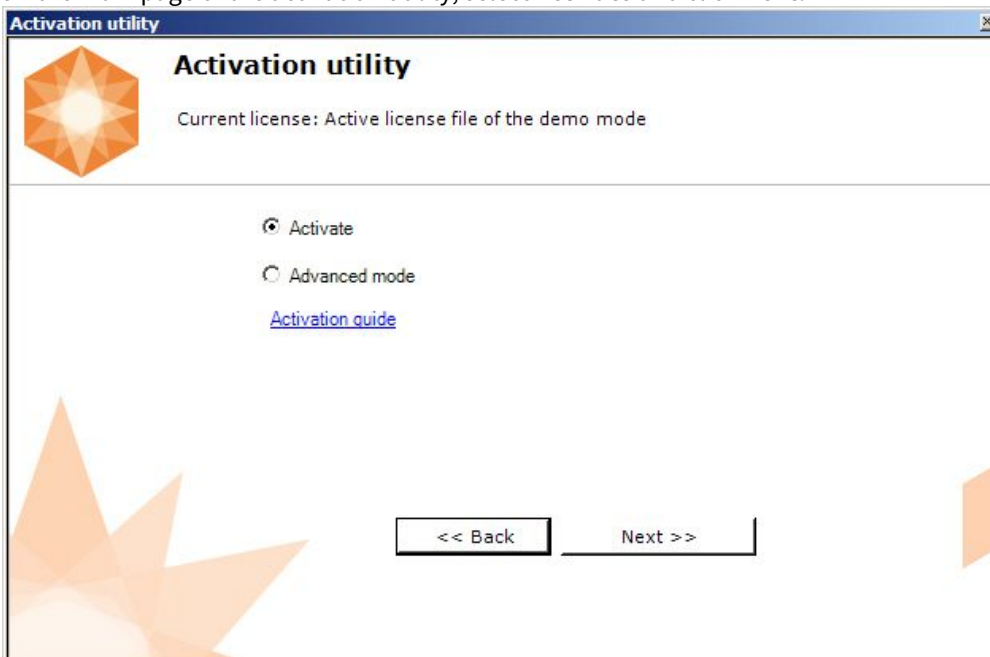 Activation utility
Activation utility
Current license: Active license file of the demo mode
Activate
Advanced mode
Activation guide
<< Back Next >>